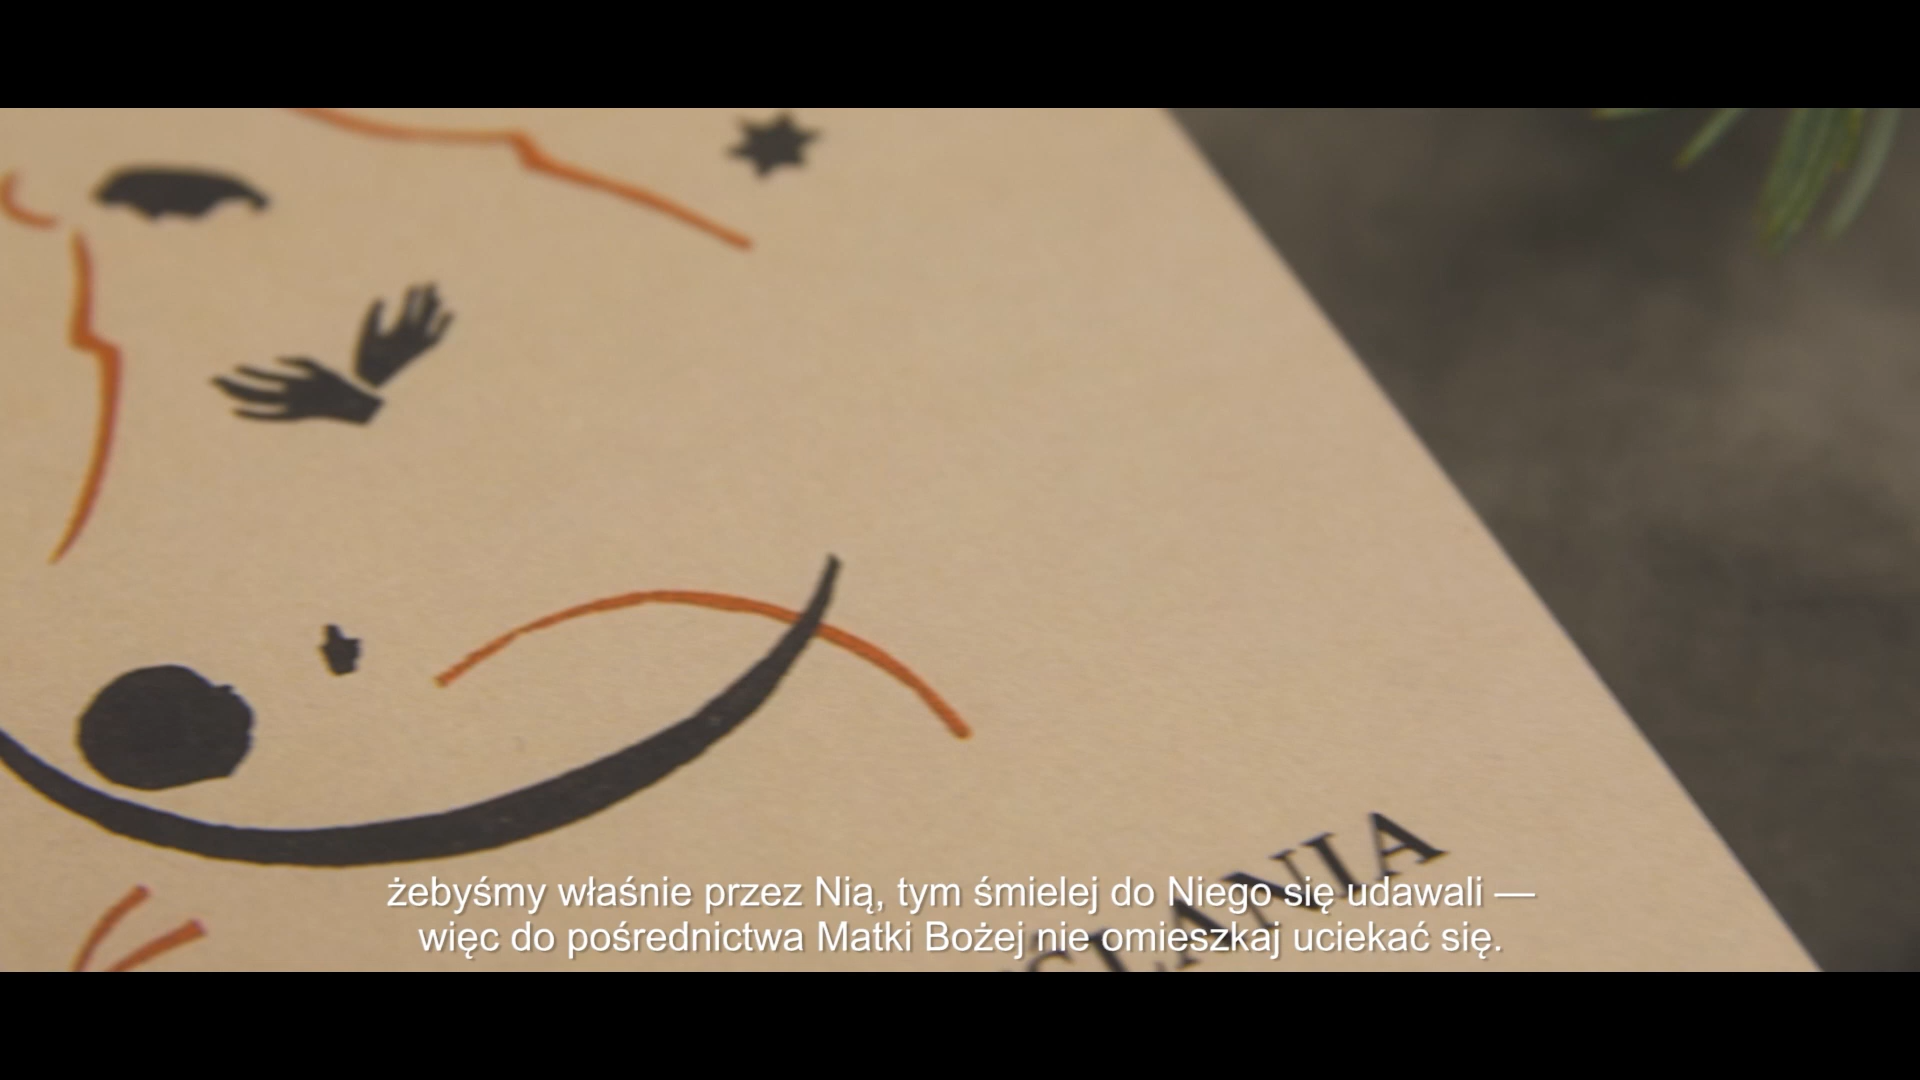 żebyśmy właśnie przez Nią, tym śmielej do Niego się udawali —
więc do pośrednictwa Matki Bożej nie omieszkaj uciekać się.